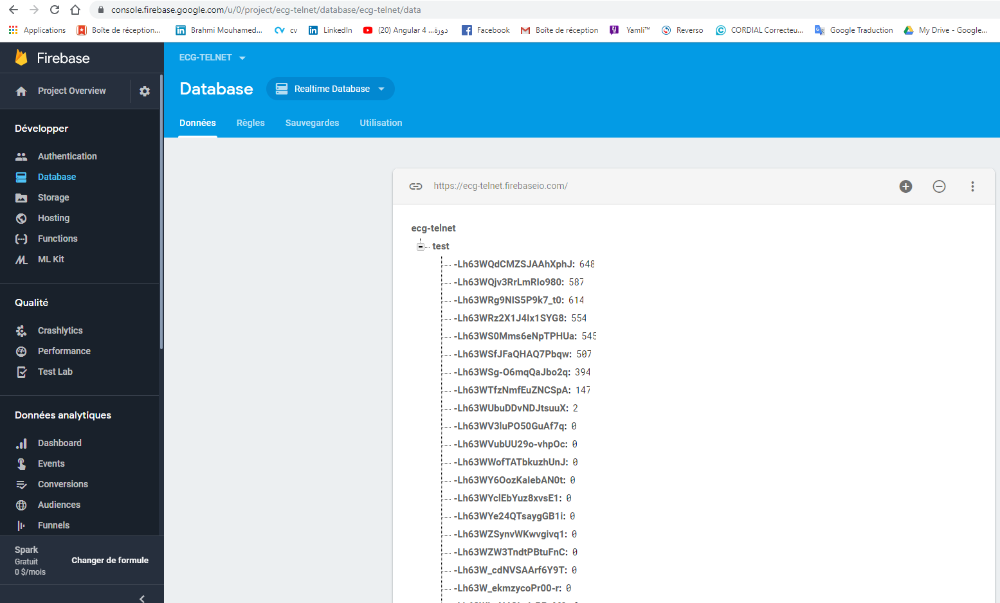 console.firebase.google.com/u/0/project/ecg-telnet/database/ecg-telnet/data
Applications Boîte de réception... Brahmi Mouhamed... cv LinkedIn (20) Angular 4 ...دورة Facebook Boîte de réception Yamli™ Reverso CORDIAL Correcteu... Google Traduction My Drive - Google...
Firebase
Project Overview
Développer
Authentication
Database
Storage
Hosting
Functions
ML Kit
Qualité
Crashlytics
Performance
Test Lab
Données analytiques
Dashboard
Events
Conversions
Audiences
Funnels
Spark
Gratuit
0 $/mois
Changer de formule
ECG-TELNET
Database Realtime Database
Données Règles Sauvegardes Utilisation
https://ecg-telnet.firebaseio.com/
ecg-telnet
test
-Lh63WQdCMZSJAAhXphJ: 648
-Lh63WQjv3RrLmRIo980: 587
-Lh63WRg9NIS5P9k7_t0: 614
-Lh63WRz2X1J4Ix1SYG8: 554
-Lh63WS0Mms6eNpTPHUa: 545
-Lh63WSfJFaQHAQ7Pbqw: 507
-Lh63WSg-O6mqQaJbo2q: 394
-Lh63WTfzNmfEuZNCSpA: 147
-Lh63WUbuDDvNDJtsuuX: 2
-Lh63WV3luPO50GuAf7q: 0
-Lh63WVubUU29o-vhpOc: 0
-Lh63WWofTATbkuzhUnJ: 0
-Lh63WY6OozKalebAN0t: 0
-Lh63WYclEbYuz8xvsE1: 0
-Lh63WYe24QTsaygGB1i: 0
-Lh63WZSynvWKwvgivq1: 0
-Lh63WZW3TndtPBtuFnC: 0
-Lh63W_cdNVSAArf6Y9T: 0
-Lh63W_ekmzycoPr00-r: 0